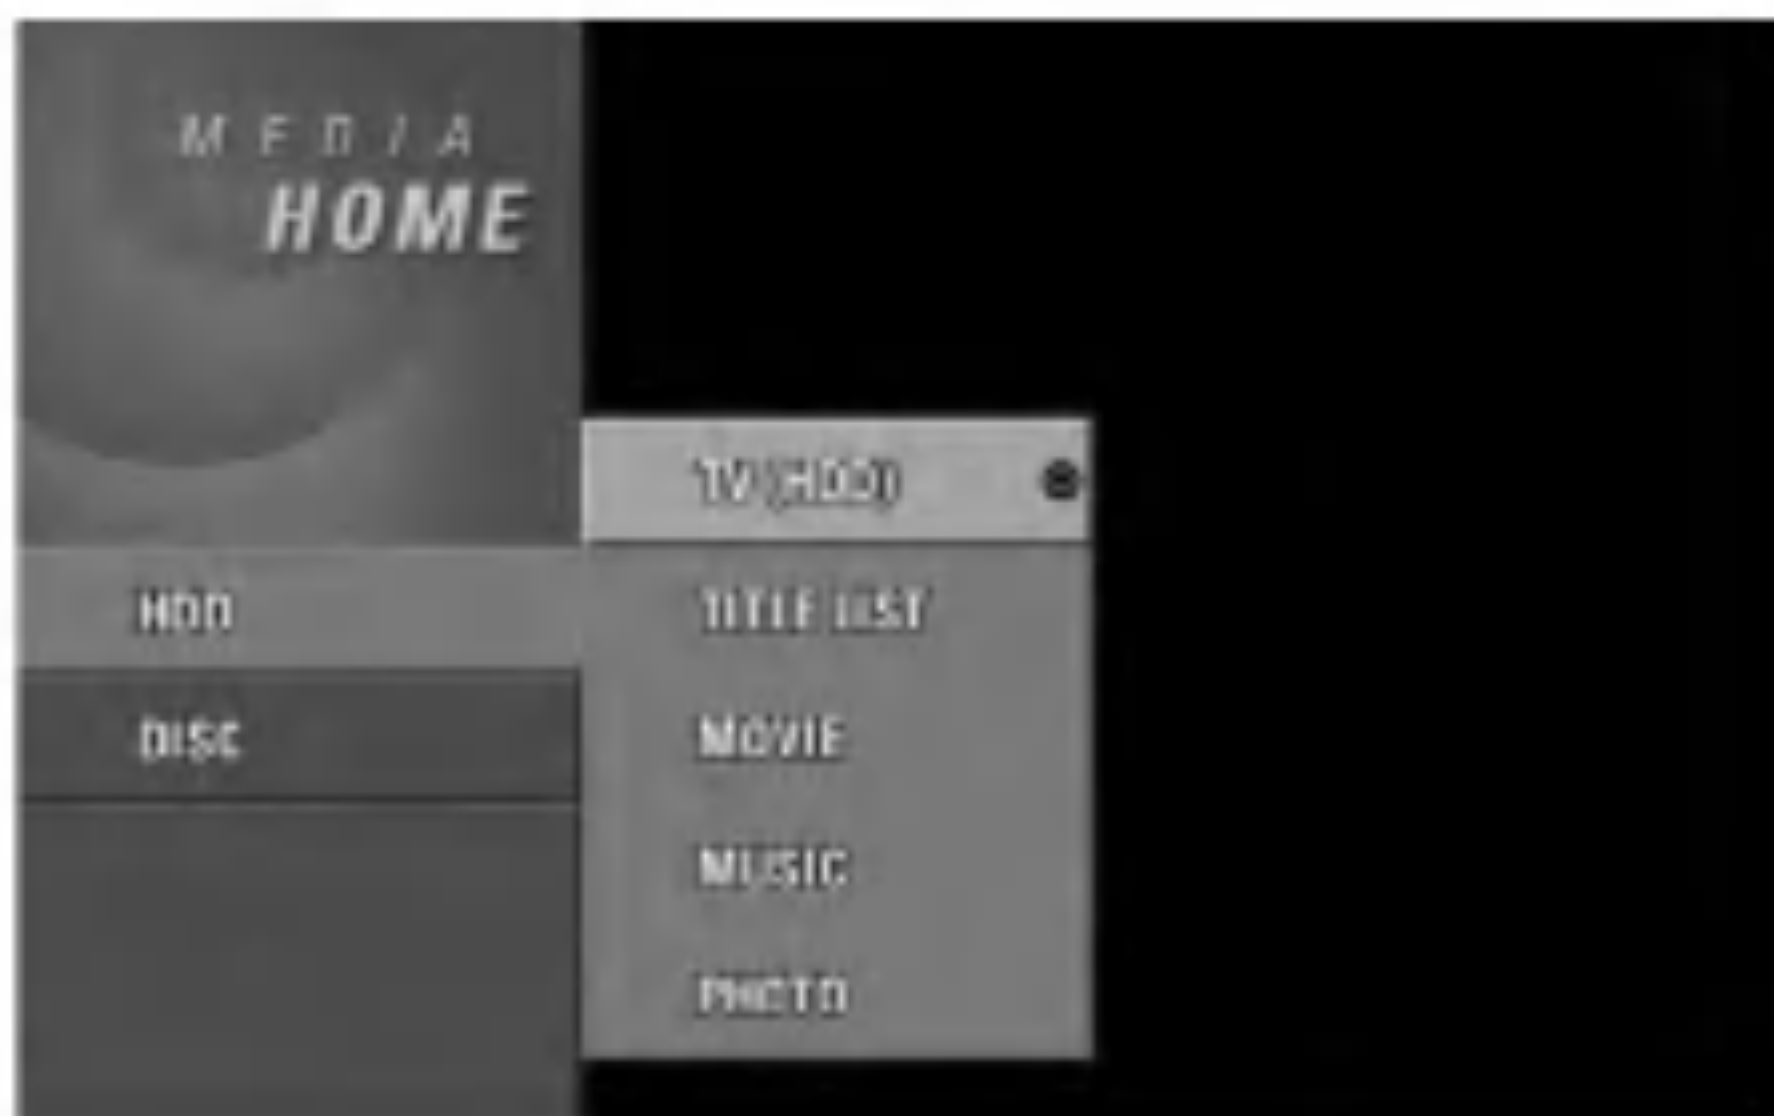 MEDIA
HOME
HDD
DISC
TV (HDD)
TITLE LIST
MOVIE
MUSIC
PHOTO